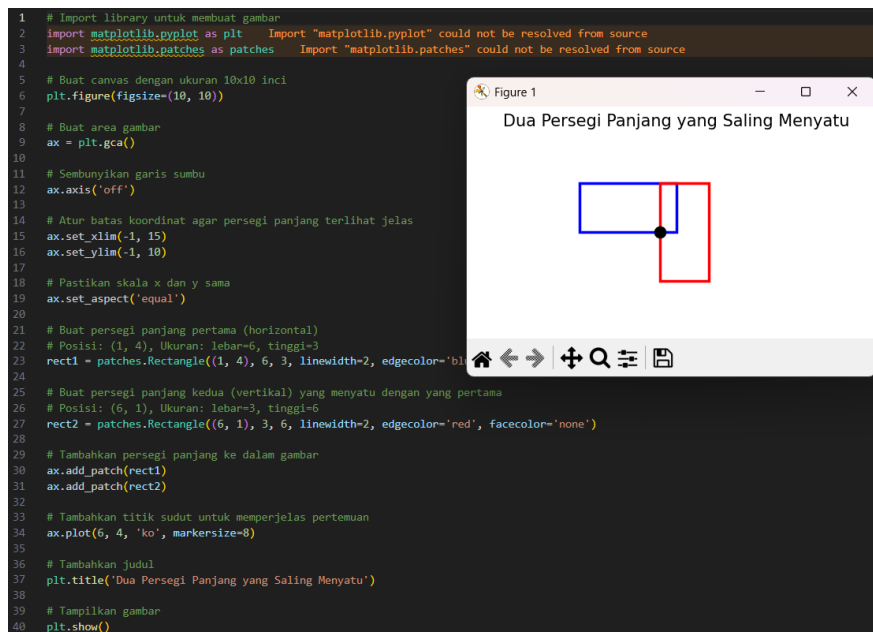 1 # Import library untuk membuat gambar
2 import matplotlib.pyplot as plt Import "matplotlib.pyplot" could not be resolved from source
3 import matplotlib.patches as patches Import "matplotlib.patches" could not be resolved from source
4
5 # Buat canvas dengan ukuran 10x10 inci
6 plt.figure(figsize=(10, 10))
7
8 # Buat area gambar
9 ax = plt.gca()
10
11 # Sembunyikan garis sumbu
12 ax.axis('off')
13
14 # Atur batas koordinat agar persegi panjang terlihat jelas
15 ax.set_xlim(-1, 15)
16 ax.set_ylim(-1, 10)
17
18 # Pastikan skala x dan y sama
19 ax.set_aspect('equal')
20
21 # Buat persegi panjang pertama (horizontal)
22 # Posisi: (1, 4), Ukuran: lebar=6, tinggi=3
23 rect1 = patches.Rectangle((1, 4), 6, 3, linewidth=2, edgecolor='bl
24
25 # Buat persegi panjang kedua (vertikal) yang menyatu dengan yang pertama
26 # Posisi: (6, 1), Ukuran: lebar=3, tinggi=6
27 rect2 = patches.Rectangle((6, 1), 3, 6, linewidth=2, edgecolor='red', facecolor='none')
28
29 # Tambahkan persegi panjang ke dalam gambar
30 ax.add_patch(rect1)
31 ax.add_patch(rect2)
32
33 # Tambahkan titik sudut untuk memperjelas pertemuan
34 ax.plot(6, 4, 'ko', markersize=8)
35
36 # Tambahkan judul
37 plt.title('Dua Persegi Panjang yang Saling Menyatu')
38
39 # Tampilkan gambar
40 plt.show()
Figure 1
Dua Persegi Panjang yang Saling Menyatu